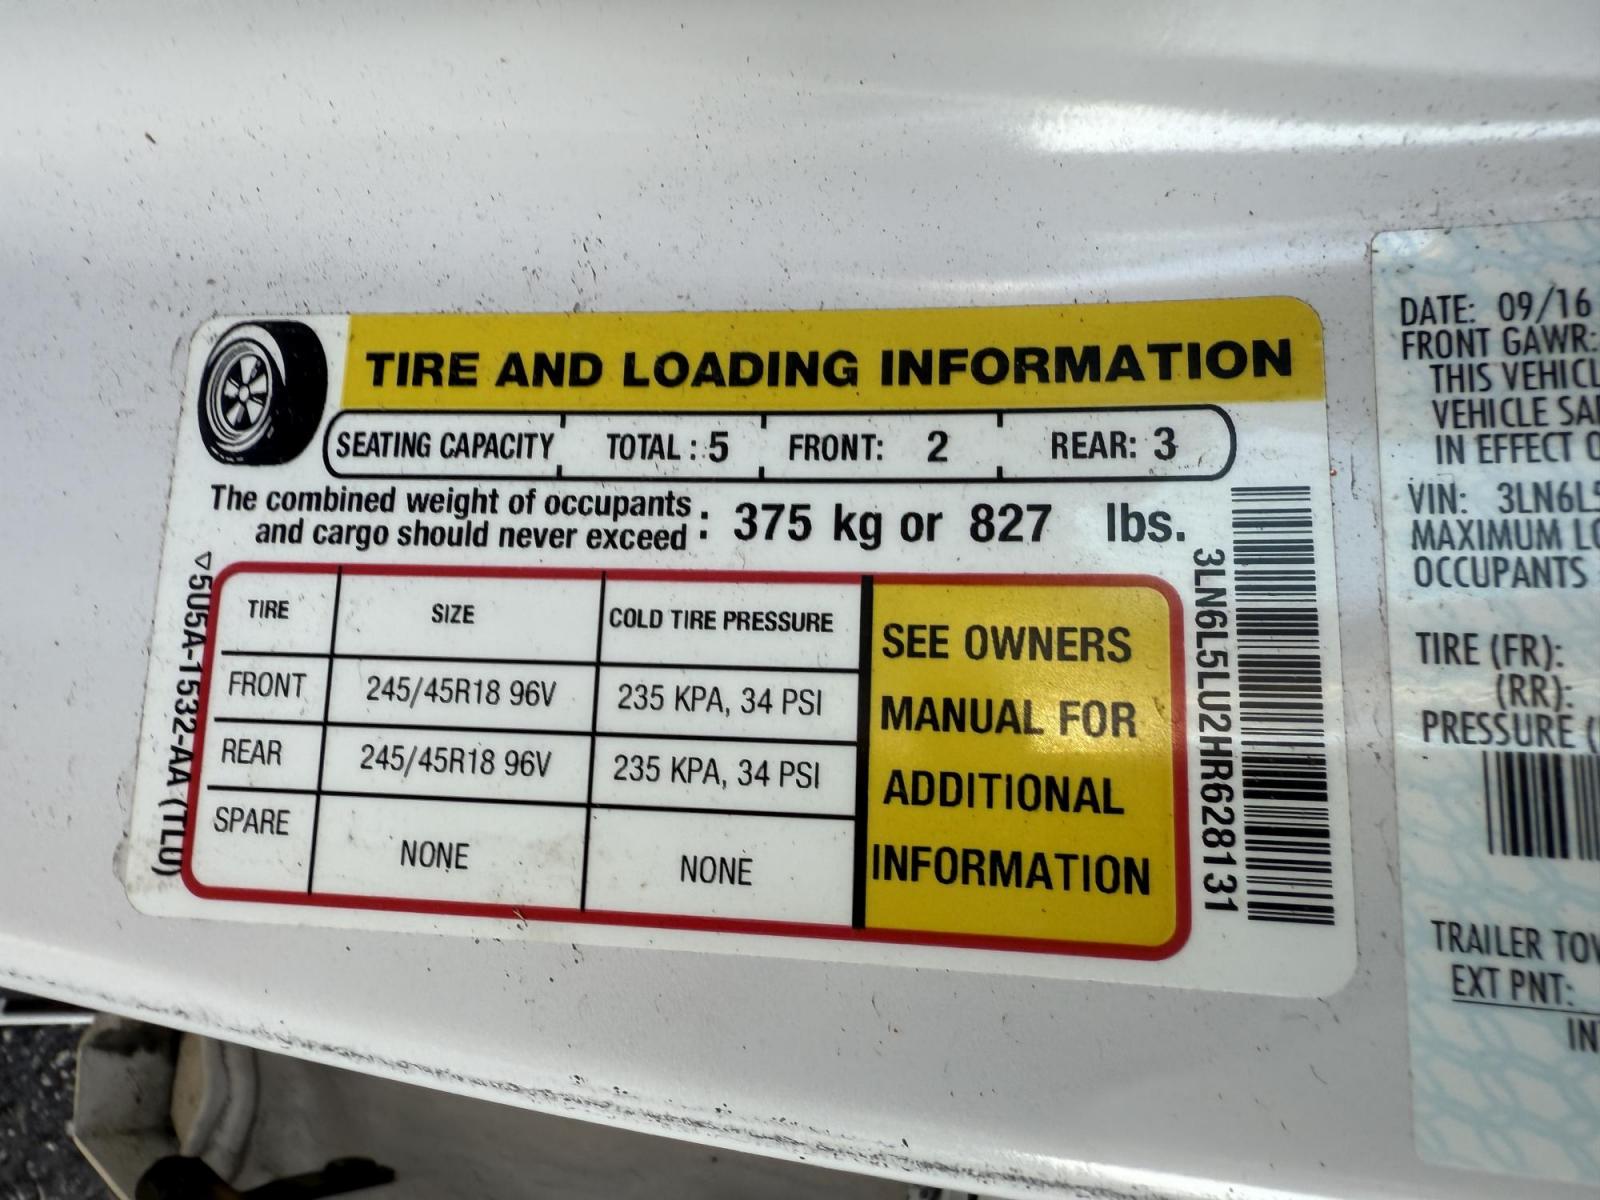 TIRE AND LOADING INFORMATION
SEATING CAPACITY TOTAL : 5 FRONT: 2 REAR: 3
The combined weight of occupants
and cargo should never exceed : 375 kg or 827 lbs.
TIRE SIZE COLD TIRE PRESSURE
FRONT 245/45R18 96V 235 KPA, 34 PSI
REAR 245/45R18 96V 235 KPA, 34 PSI
SPARE NONE NONE
SEE OWNERS
MANUAL FOR
ADDITIONAL
INFORMATION
5U5A-1532-AA (TLU)
3LN6L5LU2HR628131
DATE: 09/16
FRONT GAWR:
THIS VEHICL
VEHICLE SA
IN EFFECT O
VIN: 3LN6L5
MAXIMUM LO
OCCUPANTS
TIRE (FR):
(RR):
PRESSURE (
TRAILER TOW
EXT PNT:
IN